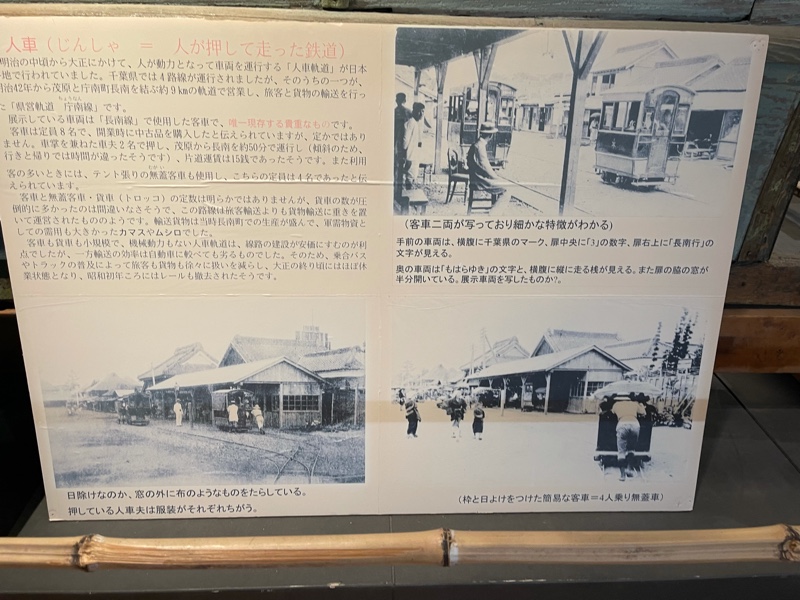 人車（じんしゃ ＝ 人が押して走った鉄道）
明治の中頃から大正にかけて、人が動力となって車両を運行する「人車軌道」が日本
地で行われていました。千葉県では４路線が運行されましたが、そのうちの一つが、
明治42年から茂原と庁南町長南を結ぶ約９kmの軌道で営業し、旅客と貨物の輸送を行っ
た「県営軌道 庁南線」です。
ちょうなん
展示している車両は「長南線」で使用した客車で、唯一現存する貴重なものです。
客車は定員８名で、開業時に中古品を購入したと伝えられていますが、定かではあり
ません。車掌を兼ねた車夫２名で押し、茂原から長南を約50分で運行し（傾斜のため、
行きと帰りでは時間が違ったそうです）、片道運賃は15銭であったそうです。また利用
客の多いときには、テント張りの無蓋客車も使用し、こちらの定員は４名であったと伝
むがい
えられています。
客車と無蓋客車・貨車（トロッコ）の定数は明らかではありませんが、貨車の数が圧
倒的に多かったのは間違いなさそうで、この路線は旅客輸送よりも貨物輸送に重きを置
いて運営されたもののようです。輸送貨物は当時長南町での生産が盛んで、軍需物資と
しての需用も大きかったカマスやムシロでした。
客車も貨車も小規模で、機械動力もない人車軌道は、線路の建設が安価にすむのが利
点でしたが、一方輸送の効率は自動車に較べても劣るものでした。そのため、乗合バス
やトラックの普及によって旅客も貨物も徐々に扱いを減らし、大正の終り頃にはほぼ休
業状態となり、昭和初年ころにはレールも撤去されたそうです。
（客車二両が写っており細かな特徴がわかる）
手前の車両は、横腹に千葉県のマーク、扉中央に「３」の数字、扉右上に「長南行」の
文字が見える。
奥の車両は「もはらゆき」の文字と、横腹に縦に走る桟が見える。また扉の脇の窓が
半分開いている。展示車両を写したものか？。
日除けなのか、窓の外に布のようなものをたらしている。
押している人車夫は服装がそれぞれちがう。
（枠と日よけをつけた簡易な客車＝４人乗り無蓋車）